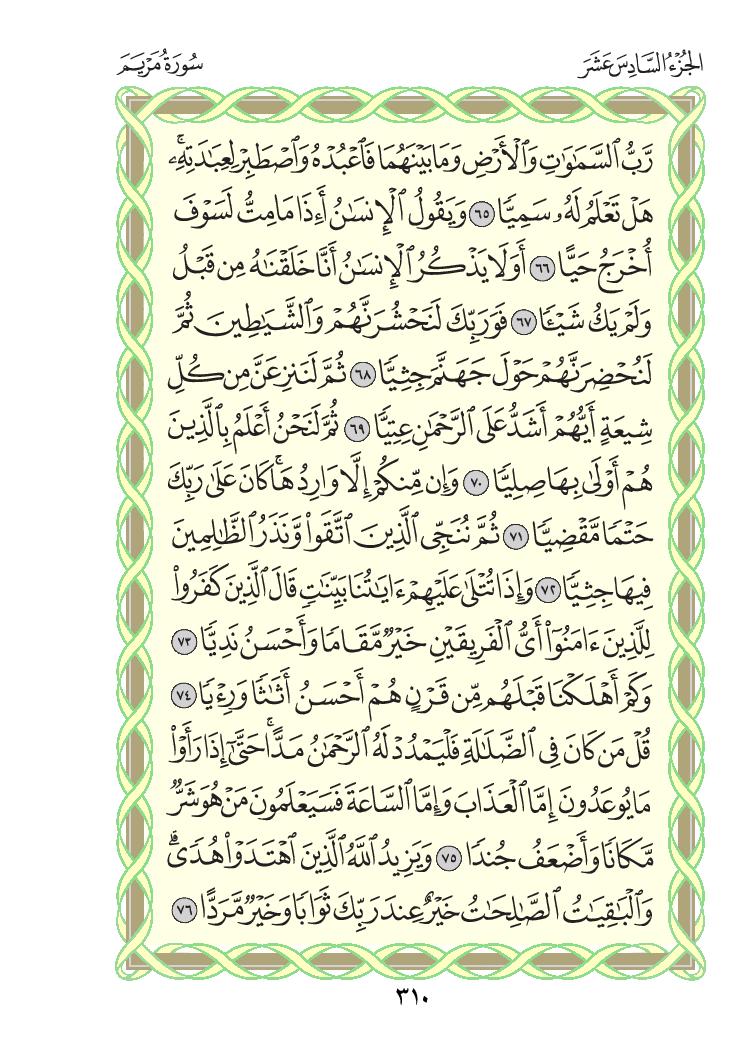 الجُزْءُ السَّادِسَ عَشَرَ
سُورَةُ مَرْيَمَ
رَّبُّ ٱلسَّمَٰوَٰتِ وَٱلْأَرْضِ وَمَا بَيْنَهُمَا فَٱعْبُدْهُ وَٱصْطَبِرْ لِعِبَٰدَتِهِۦۚ
هَلْ تَعْلَمُ لَهُۥ سَمِيًّا ٦٥ وَيَقُولُ ٱلْإِنسَٰنُ أَءِذَا مَا مِتُّ لَسَوْفَ
أُخْرَجُ حَيًّا ٦٦ أَوَلَا يَذْكُرُ ٱلْإِنسَٰنُ أَنَّا خَلَقْنَٰهُ مِن قَبْلُ
وَلَمْ يَكُ شَيْـًٔا ٦٧ فَوَرَبِّكَ لَنَحْشُرَنَّهُمْ وَٱلشَّيَٰطِينَ ثُمَّ
لَنُحْضِرَنَّهُمْ حَوْلَ جَهَنَّمَ جِثِيًّا ٦٨ ثُمَّ لَنَنزِعَنَّ مِن كُلِّ
شِيعَةٍ أَيُّهُمْ أَشَدُّ عَلَى ٱلرَّحْمَٰنِ عِتِيًّا ٦٩ ثُمَّ لَنَحْنُ أَعْلَمُ بِٱلَّذِينَ
هُمْ أَوْلَىٰ بِهَا صِلِيًّا ٧٠ وَإِن مِّنكُمْ إِلَّا وَارِدُهَاۚ كَانَ عَلَىٰ رَبِّكَ
حَتْمًا مَّقْضِيًّا ٧١ ثُمَّ نُنَجِّى ٱلَّذِينَ ٱتَّقَوا۟ وَّنَذَرُ ٱلظَّٰلِمِينَ
فِيهَا جِثِيًّا ٧٢ وَإِذَا تُتْلَىٰ عَلَيْهِمْ ءَايَٰتُنَا بَيِّنَٰتٍ قَالَ ٱلَّذِينَ كَفَرُوا۟
لِلَّذِينَ ءَامَنُوٓا۟ أَىُّ ٱلْفَرِيقَيْنِ خَيْرٌ مَّقَامًا وَأَحْسَنُ نَدِيًّا ٧٣
وَكَمْ أَهْلَكْنَا قَبْلَهُم مِّن قَرْنٍ هُمْ أَحْسَنُ أَثَٰثًا وَرِءْيًا ٧٤
قُلْ مَن كَانَ فِى ٱلضَّلَٰلَةِ فَلْيَمْدُدْ لَهُ ٱلرَّحْمَٰنُ مَدًّاۚ حَتَّىٰٓ إِذَا رَأَوْا۟
مَا يُوعَدُونَ إِمَّا ٱلْعَذَابَ وَإِمَّا ٱلسَّاعَةَ فَسَيَعْلَمُونَ مَنْ هُوَ شَرٌّ
مَّكَانًا وَأَضْعَفُ جُندًا ٧٥ وَيَزِيدُ ٱللَّهُ ٱلَّذِينَ ٱهْتَدَوْا۟ هُدًىۗ
وَٱلْبَٰقِيَٰتُ ٱلصَّٰلِحَٰتُ خَيْرٌ عِندَ رَبِّكَ ثَوَابًا وَخَيْرٌ مَّرَدًّا ٧٦
٣١٠